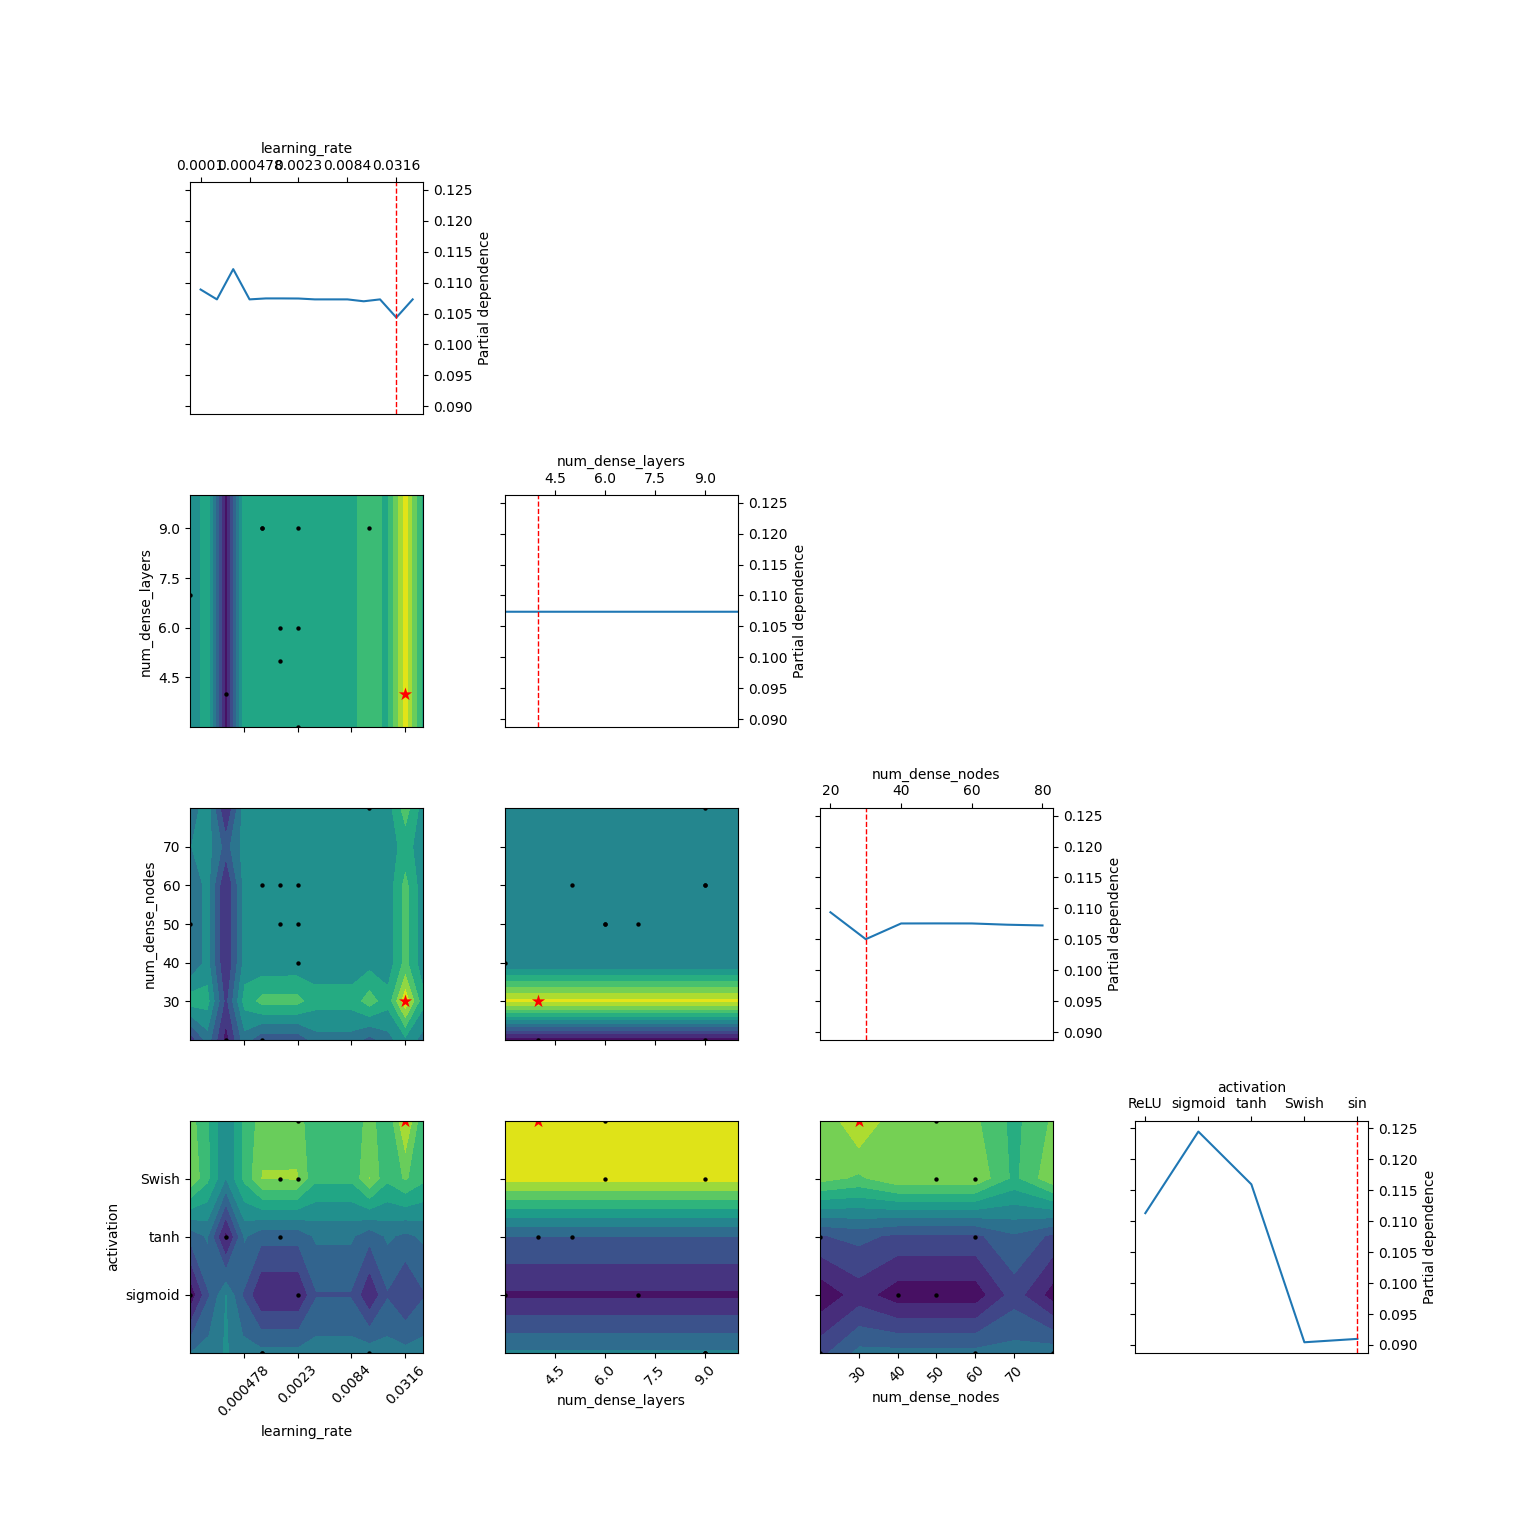 learning_rate
0.0001 0.000478 0.0023 0.0084 0.0316
0.125
0.120
0.115
0.110
0.105
0.100
0.095
0.090
Partial dependence
num_dense_layers
4.5 6.0 7.5 9.0
9.0
7.5
6.0
4.5
num_dense_layers
0.125
0.120
0.115
0.110
0.105
0.100
0.095
0.090
Partial dependence
num_dense_nodes
20 40 60 80
70
60
50
40
30
num_dense_nodes
0.125
0.120
0.115
0.110
0.105
0.100
0.095
0.090
Partial dependence
activation
ReLU sigmoid tanh Swish sin
Swish
tanh
sigmoid
activation
0.125
0.120
0.115
0.110
0.105
0.100
0.095
0.090
Partial dependence
0.000478 0.0023 0.0084 0.0316
learning_rate
4.5 6.0 7.5 9.0
num_dense_layers
30 40 50 60 70
num_dense_nodes